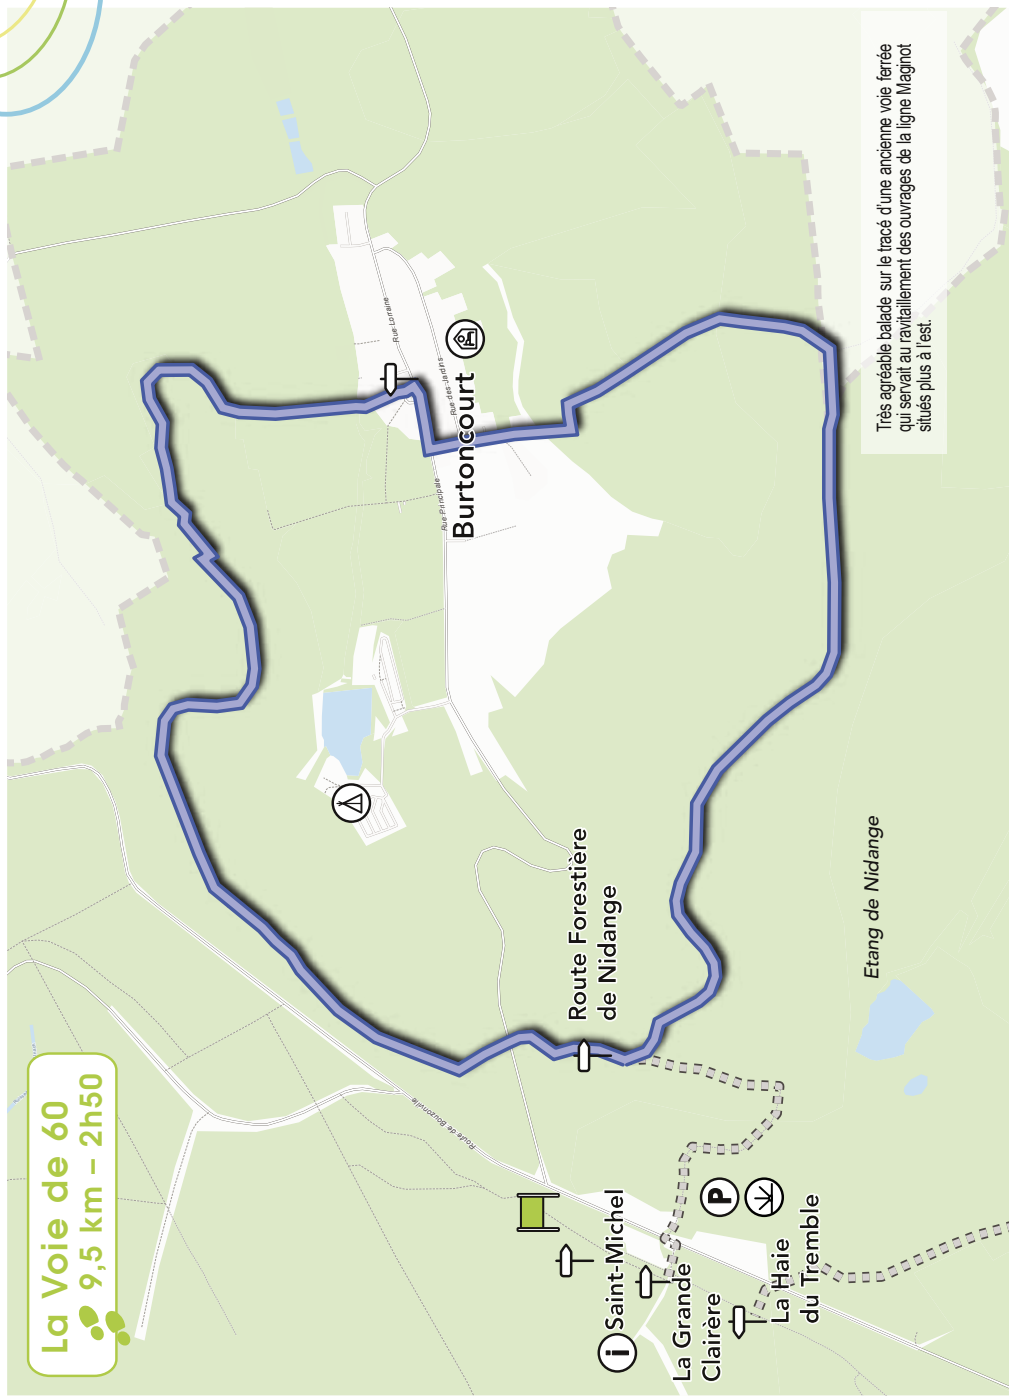 La Voie de 60
9,5 km – 2h50
Très agréable balade sur le tracé d'une ancienne voie ferrée
qui servait au ravitaillement des ouvrages de la ligne Maginot
situés plus à l'est.
Rue Lorraine
Rue des Jardins
Burtoncourt
Rue Principale
Route Forestière
de Nidange
Etang de Nidange
Route de Bouzonville
i
Saint-Michel
P
La Grande
Clairère
La Haie
du Tremble